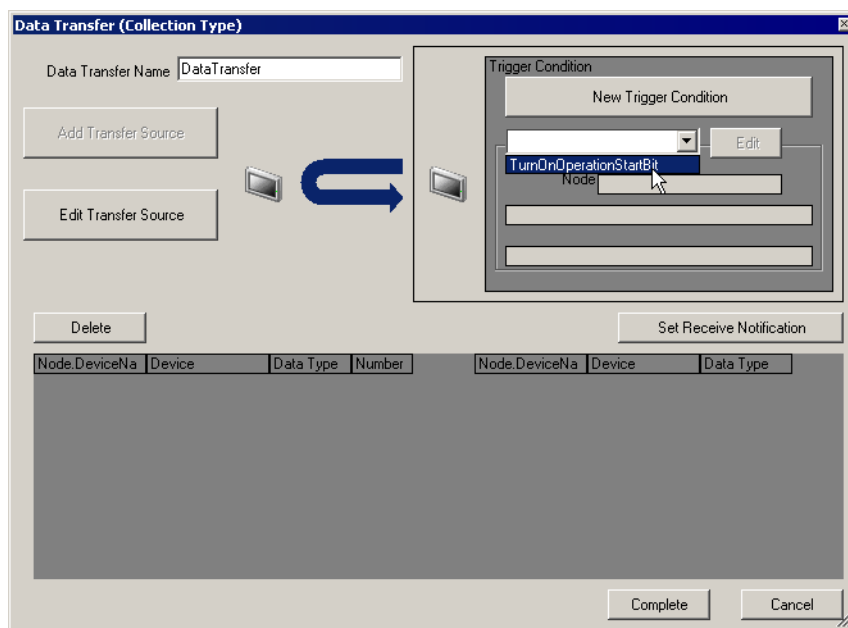 Data Transfer (Collection Type)
Data Transfer Name DataTransfer
Add Transfer Source
Edit Transfer Source
Trigger Condition
New Trigger Condition
Edit
TurnOnOperationStartBit
Node
Delete
Set Receive Notification
Node.DeviceNa Device Data Type Number Node.DeviceNa Device Data Type
Complete Cancel